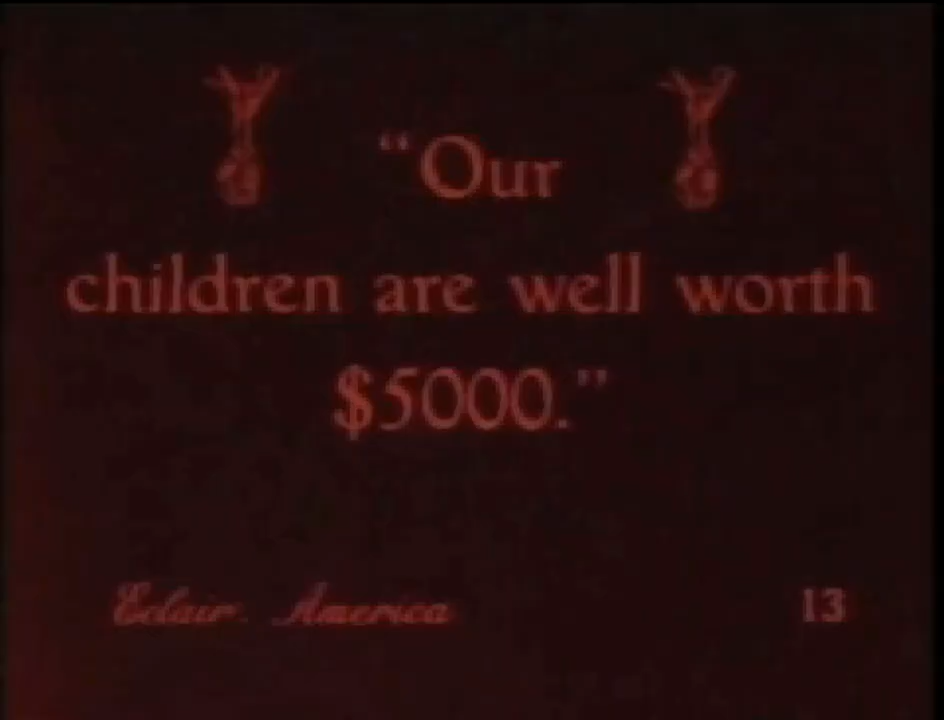 “Our
children are well worth
$5000.”
Eclair. America
13